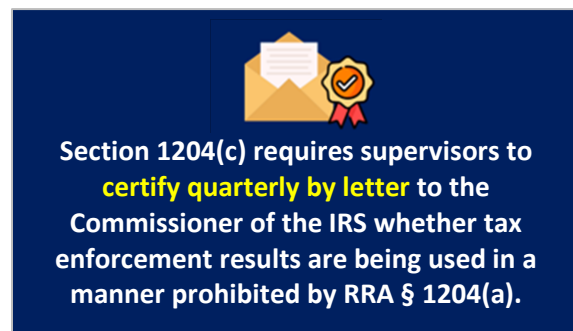 Section 1204(c) requires supervisors to
certify quarterly by letter to the
Commissioner of the IRS whether tax
enforcement results are being used in a
manner prohibited by RRA § 1204(a).